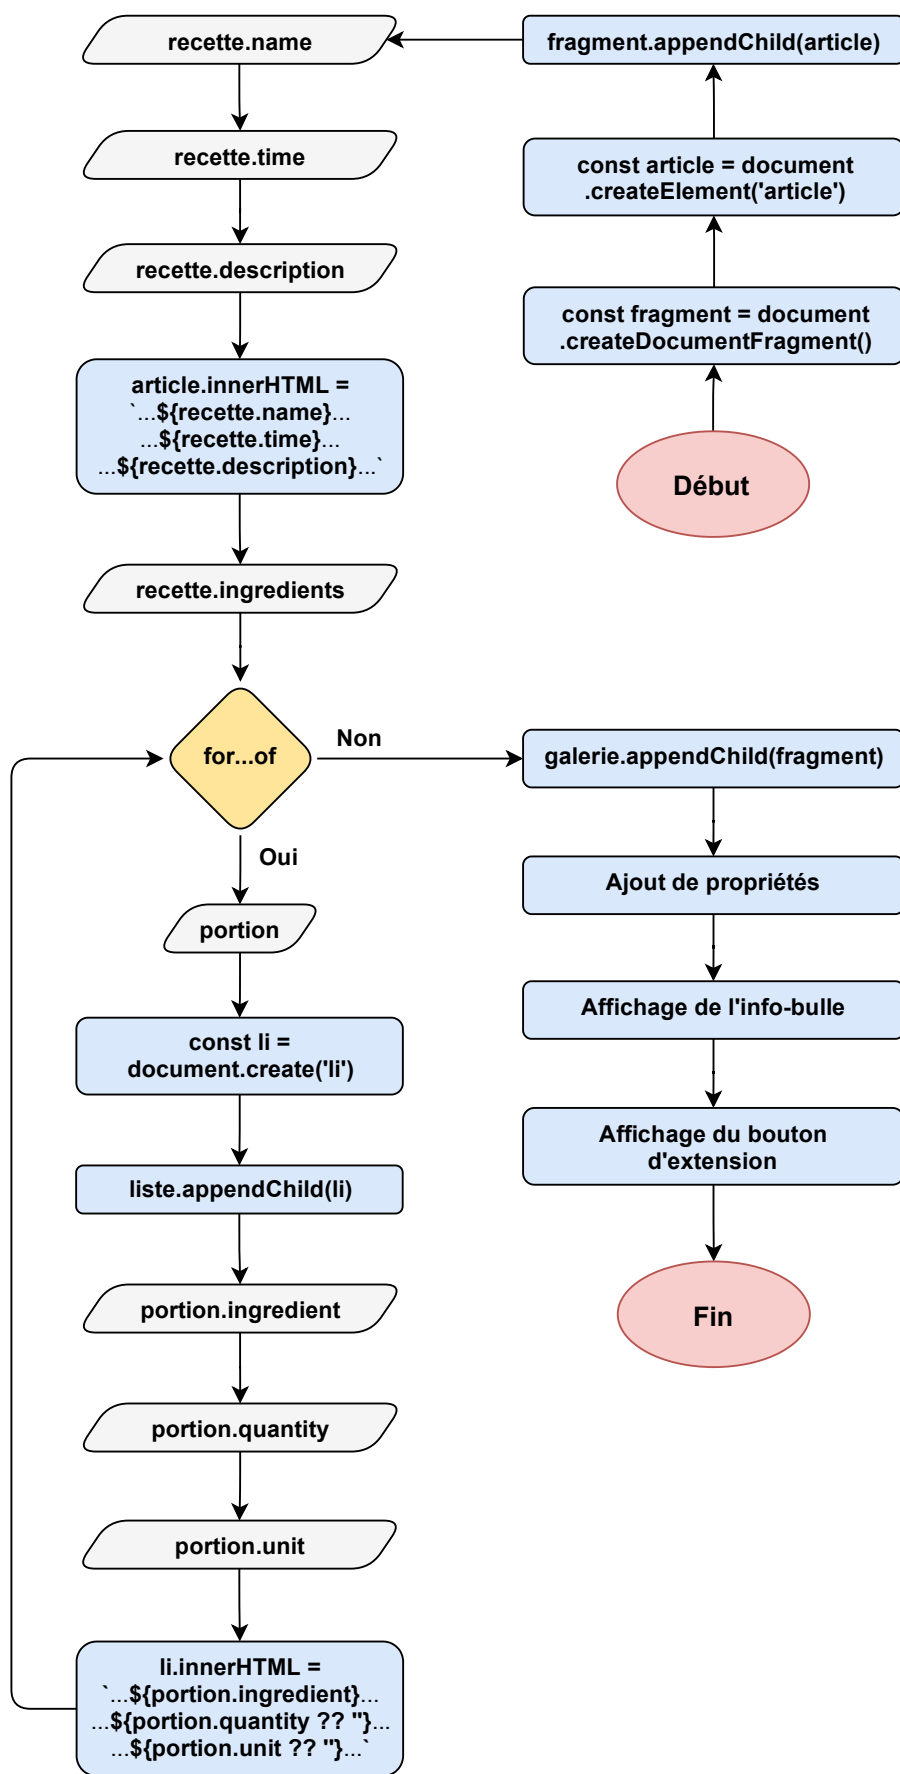 Début
const fragment = document
.createDocumentFragment()
const article = document
.createElement('article')
fragment.appendChild(article)
recette.name
recette.time
recette.description
article.innerHTML =
`...${recette.name}...
...${recette.time}...
...${recette.description}...`
recette.ingredients
for...of
Non
Oui
portion
const li =
document.create('li')
liste.appendChild(li)
portion.ingredient
portion.quantity
portion.unit
li.innerHTML =
`...${portion.ingredient}...
...${portion.quantity ?? ''}...
...${portion.unit ?? ''}...`
galerie.appendChild(fragment)
Ajout de propriétés
Affichage de l'info-bulle
Affichage du bouton
d'extension
Fin